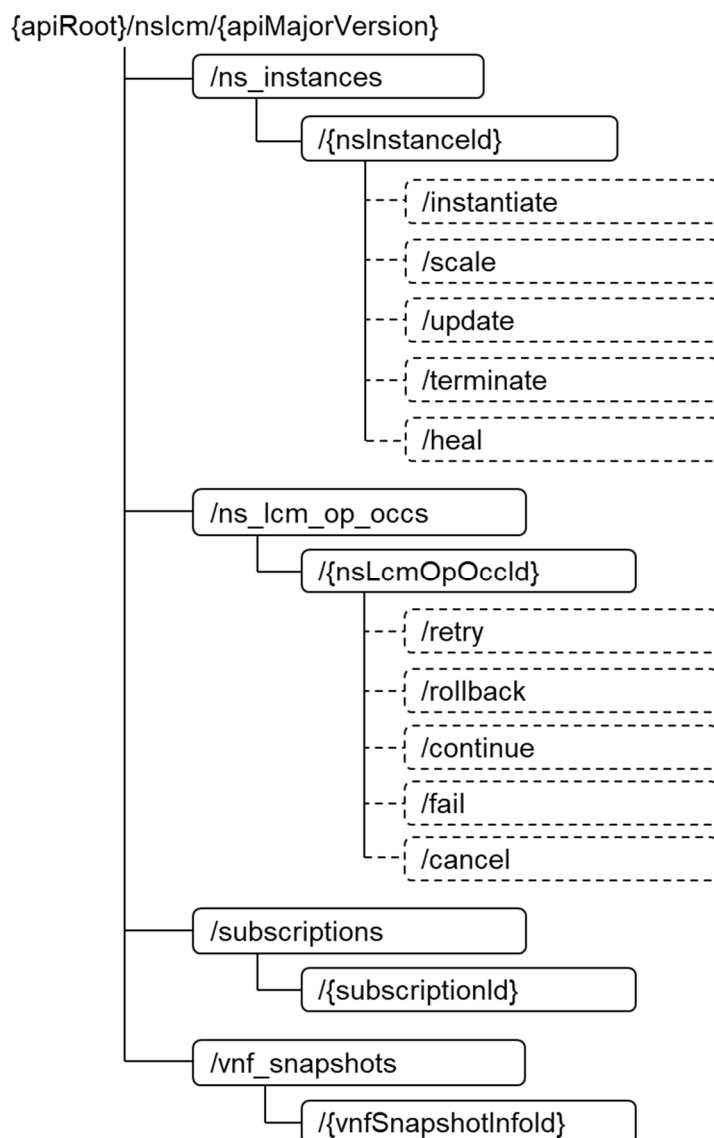 {apiRoot}/nslcm/{apiMajorVersion}
/ns_instances
/{nsInstanceId}
/instantiate
/scale
/update
/terminate
/heal
/ns_lcm_op_occs
/{nsLcmOpOccId}
/retry
/rollback
/continue
/fail
/cancel
/subscriptions
/{subscriptionId}
/vnf_snapshots
/{vnfSnapshotInfoId}